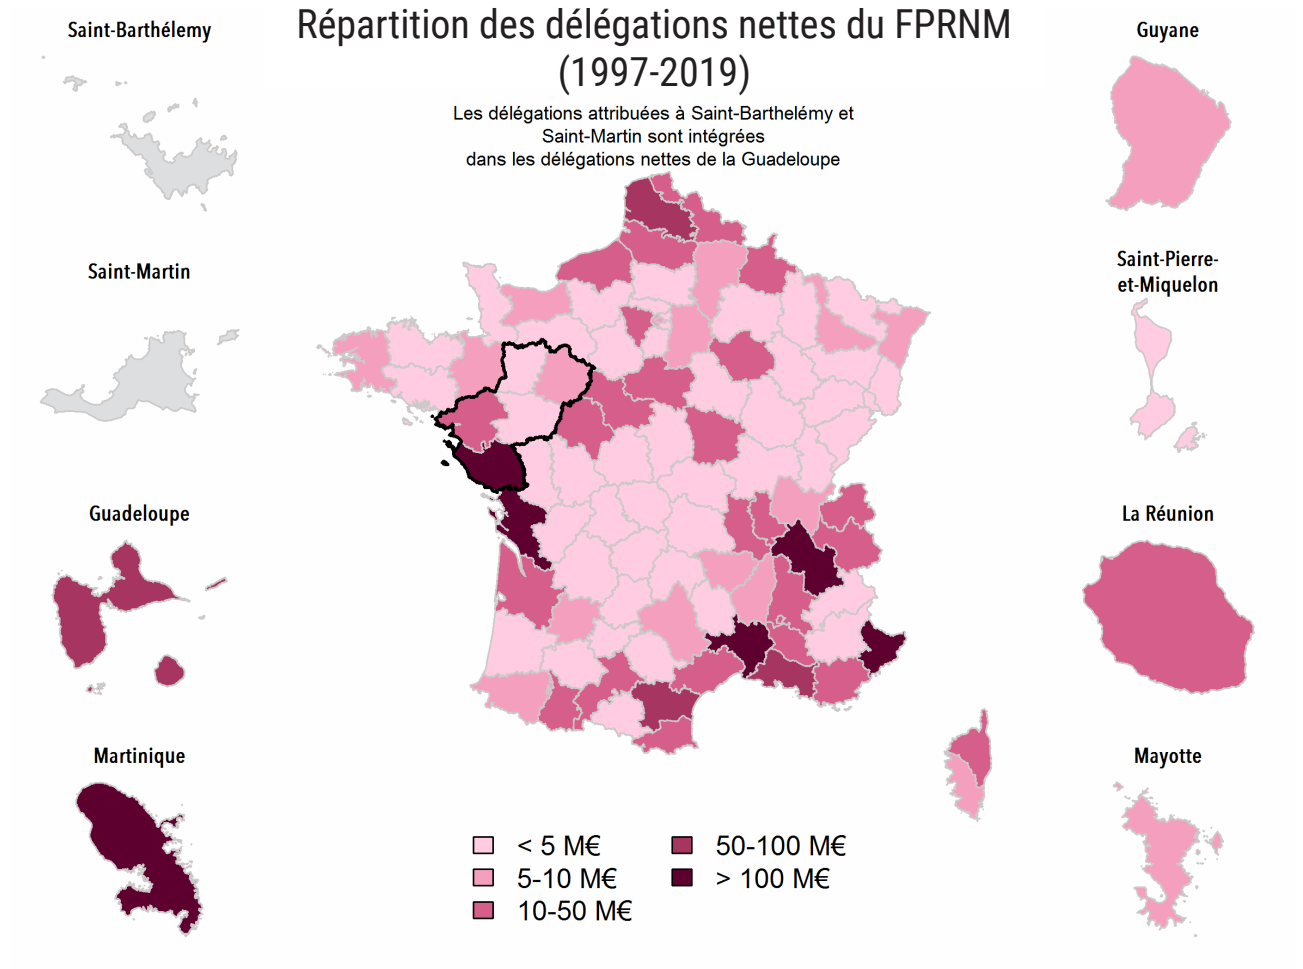 Répartition des délégations nettes du FPRNM
(1997-2019)
Les délégations attribuées à Saint-Barthelémy et
Saint-Martin sont intégrées
dans les délégations nettes de la Guadeloupe
Saint-Barthélemy
Saint-Martin
Guadeloupe
Martinique
Guyane
Saint-Pierre-
et-Miquelon
La Réunion
Mayotte
< 5 M€
5-10 M€
10-50 M€
50-100 M€
> 100 M€